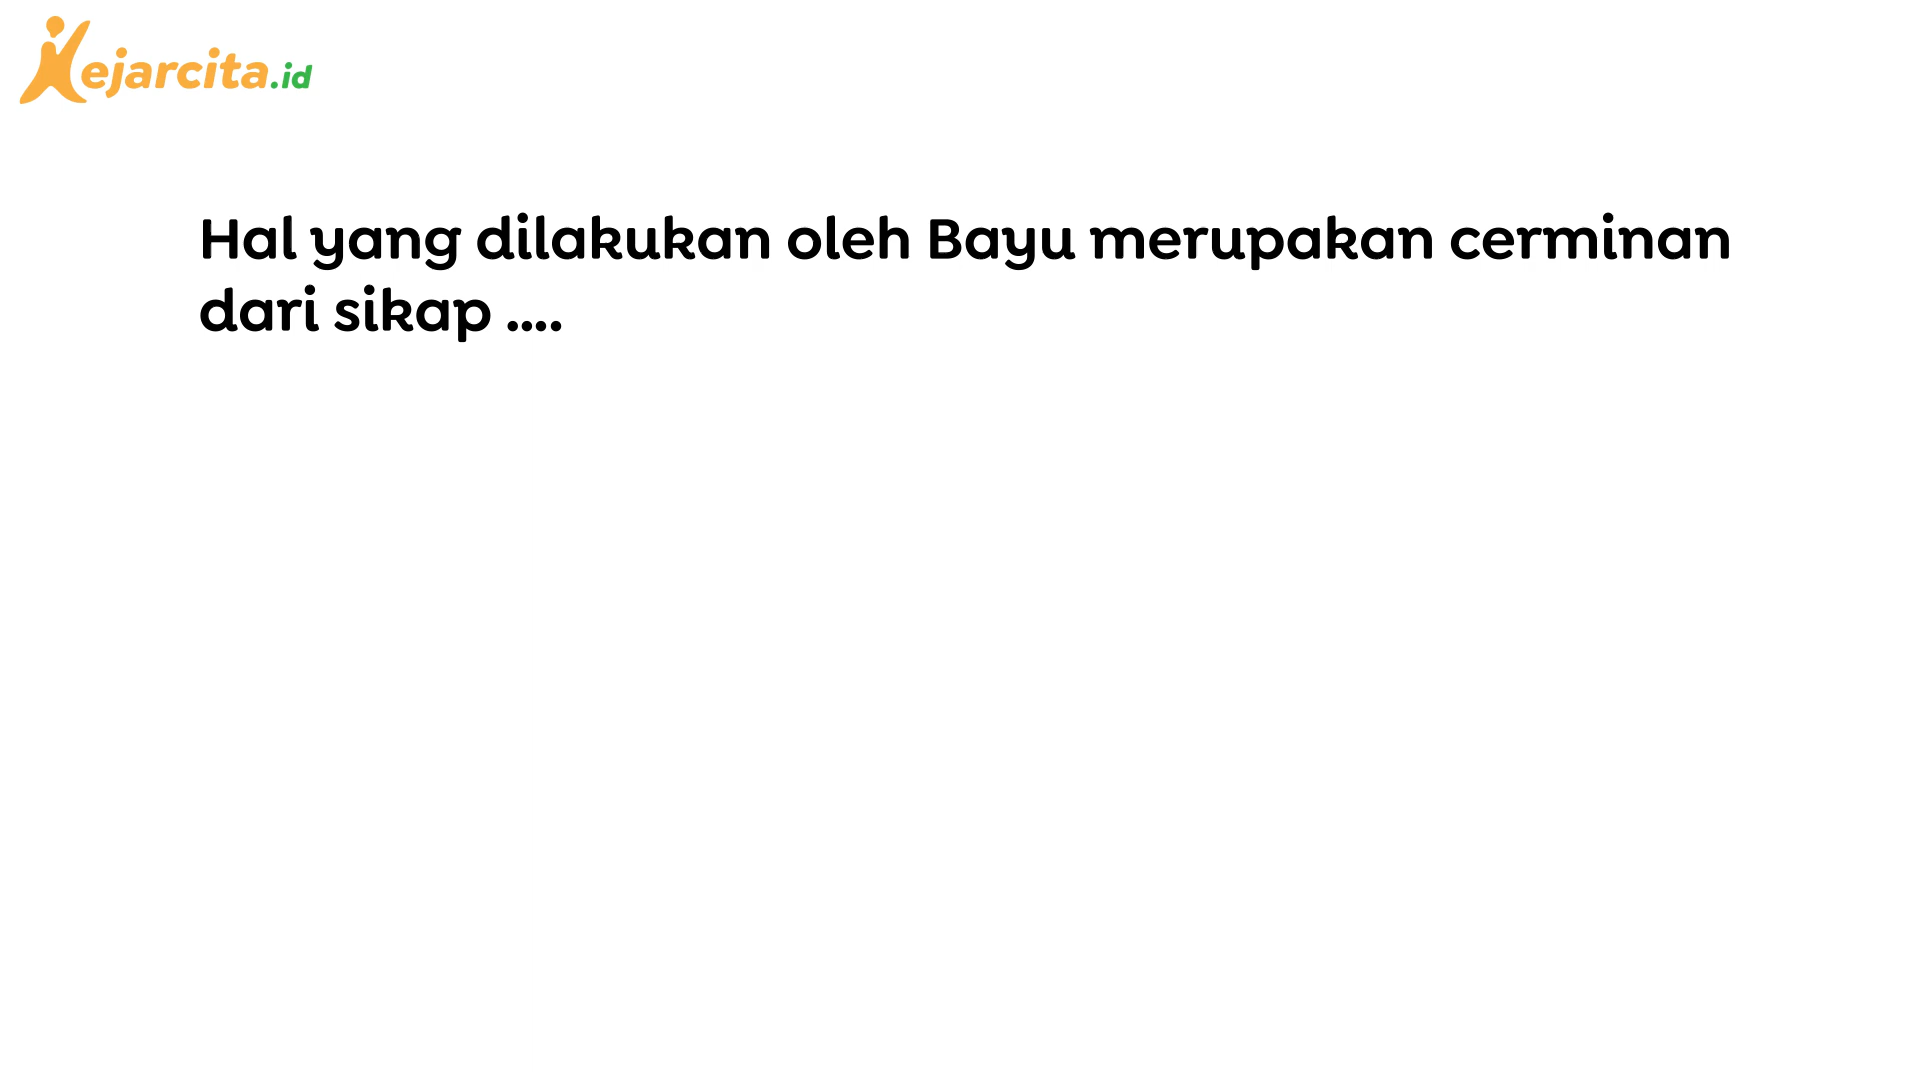 Kejarcita.id
Hal yang dilakukan oleh Bayu merupakan cerminan
dari sikap ....